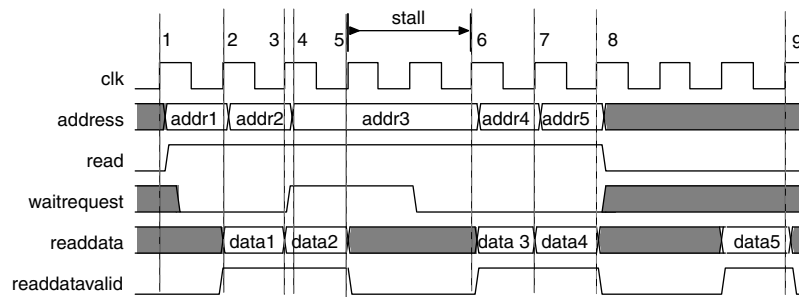 stall
1 2 3 4 5 6 7 8 9
clk
address addr1 addr2 addr3 addr4 addr5
read
waitrequest
readdata data1 data2 data 3 data4 data5
readdatavalid